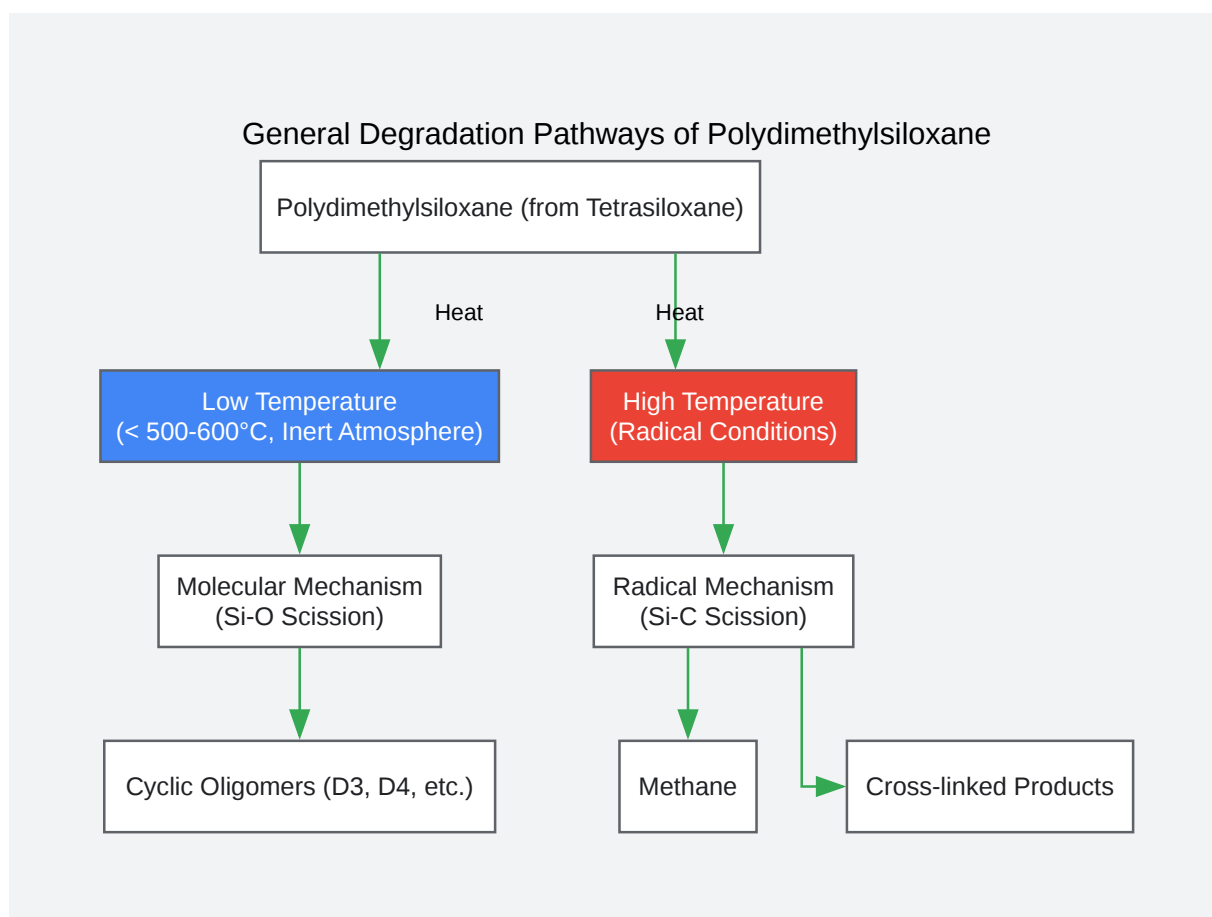 General Degradation Pathways of Polydimethylsiloxane
Polydimethylsiloxane (from Tetrasiloxane)
Heat
Heat
Low Temperature
(< 500-600°C, Inert Atmosphere)
High Temperature
(Radical Conditions)
Molecular Mechanism
(Si-O Scission)
Radical Mechanism
(Si-C Scission)
Cyclic Oligomers (D3, D4, etc.)
Methane
Cross-linked Products